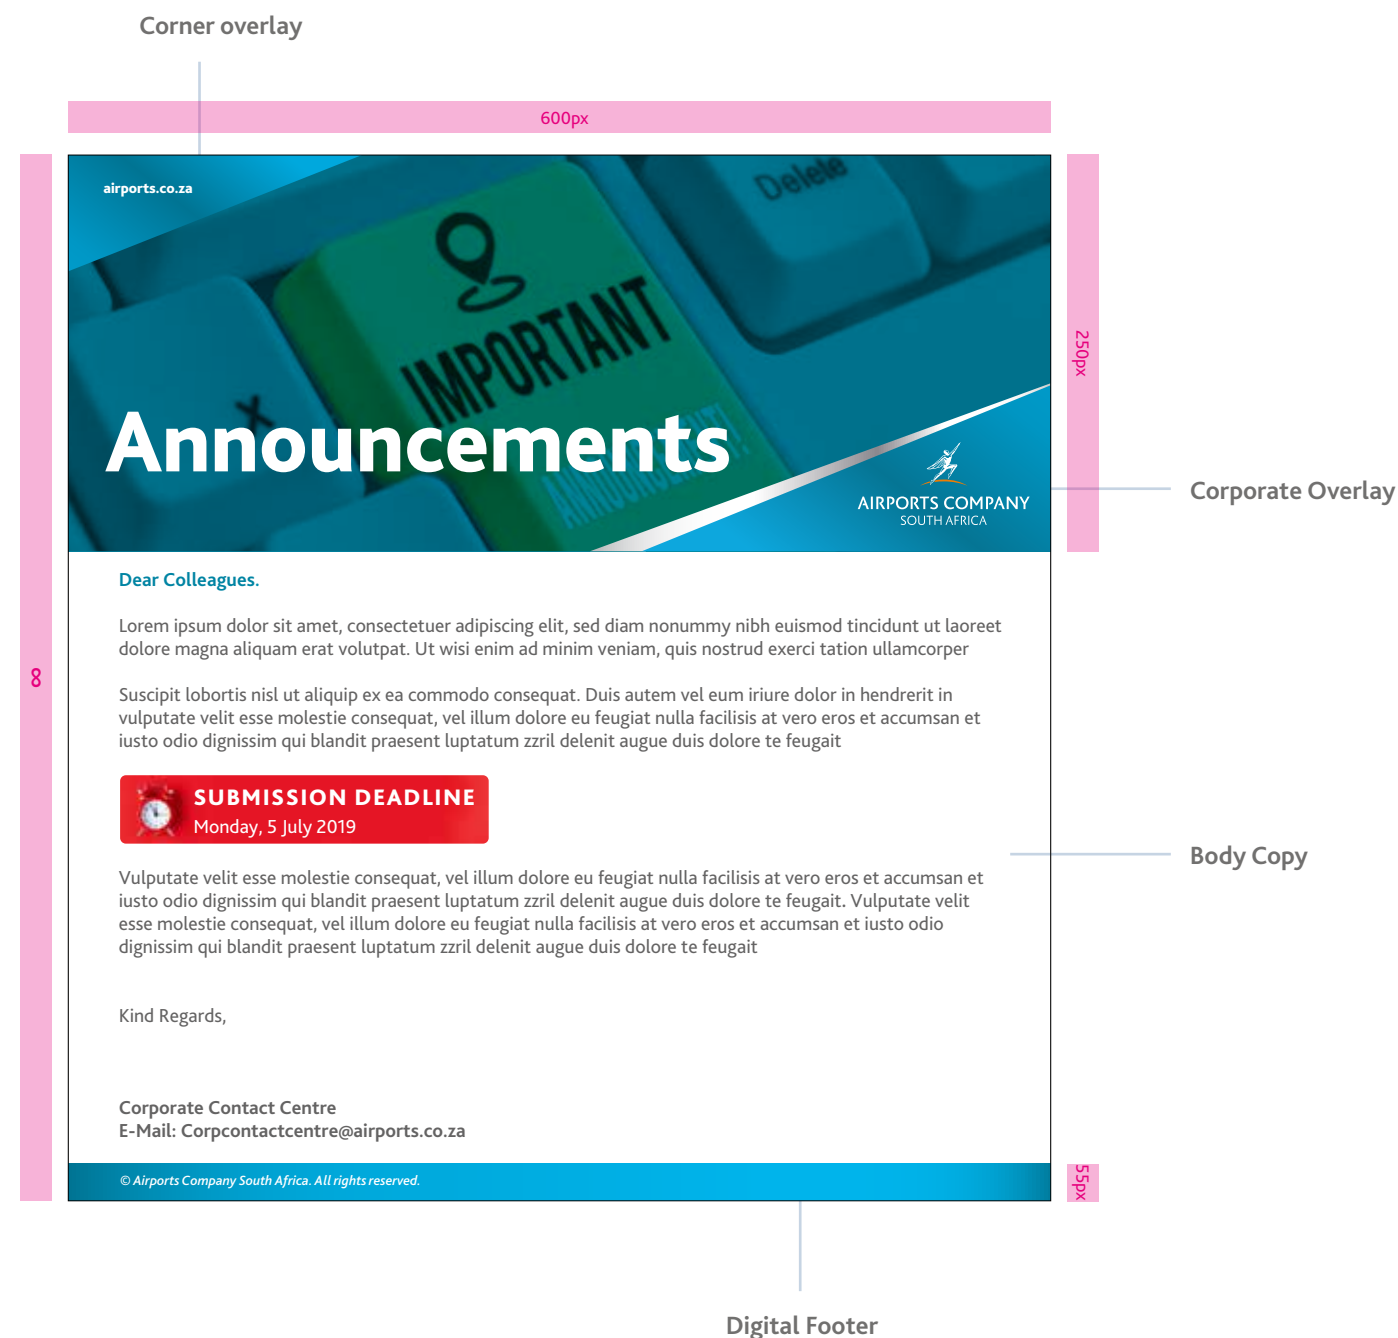 Corner overlay
600px
airports.co.za
Delete
IMPORTANT
X
Announcements
ANNOUNCEMENT!
250px
AIRPORTS COMPANY
SOUTH AFRICA
Corporate Overlay
Dear Colleagues.
Lorem ipsum dolor sit amet, consectetuer adipiscing elit, sed diam nonummy nibh euismod tincidunt ut laoreet
dolore magna aliquam erat volutpat. Ut wisi enim ad minim veniam, quis nostrud exerci tation ullamcorper
∞
Suscipit lobortis nisl ut aliquip ex ea commodo consequat. Duis autem vel eum iriure dolor in hendrerit in
vulputate velit esse molestie consequat, vel illum dolore eu feugiat nulla facilisis at vero eros et accumsan et
iusto odio dignissim qui blandit praesent luptatum zzril delenit augue duis dolore te feugait
SUBMISSION DEADLINE
Monday, 5 July 2019
Body Copy
Vulputate velit esse molestie consequat, vel illum dolore eu feugiat nulla facilisis at vero eros et accumsan et
iusto odio dignissim qui blandit praesent luptatum zzril delenit augue duis dolore te feugait. Vulputate velit
esse molestie consequat, vel illum dolore eu feugiat nulla facilisis at vero eros et accumsan et iusto odio
dignissim qui blandit praesent luptatum zzril delenit augue duis dolore te feugait
Kind Regards,
Corporate Contact Centre
E-Mail: Corpcontactcentre@airports.co.za
© Airports Company South Africa. All rights reserved.
55px
Digital Footer